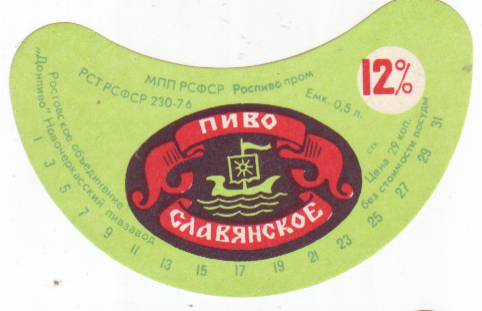 Ростовское объединение
"Донпиво" Новочеркасский пивзавод
МПП РСФСР Роспивопром
РСТ РСФСР 230-76
Емк. 0,5 л.
12%
ПИВО
СЛАВЯНСКОЕ
Цена 29 коп.
без стоимости посуды
1 3 5 7 9 11 13 15 17 19 21 23 25 27 29 31